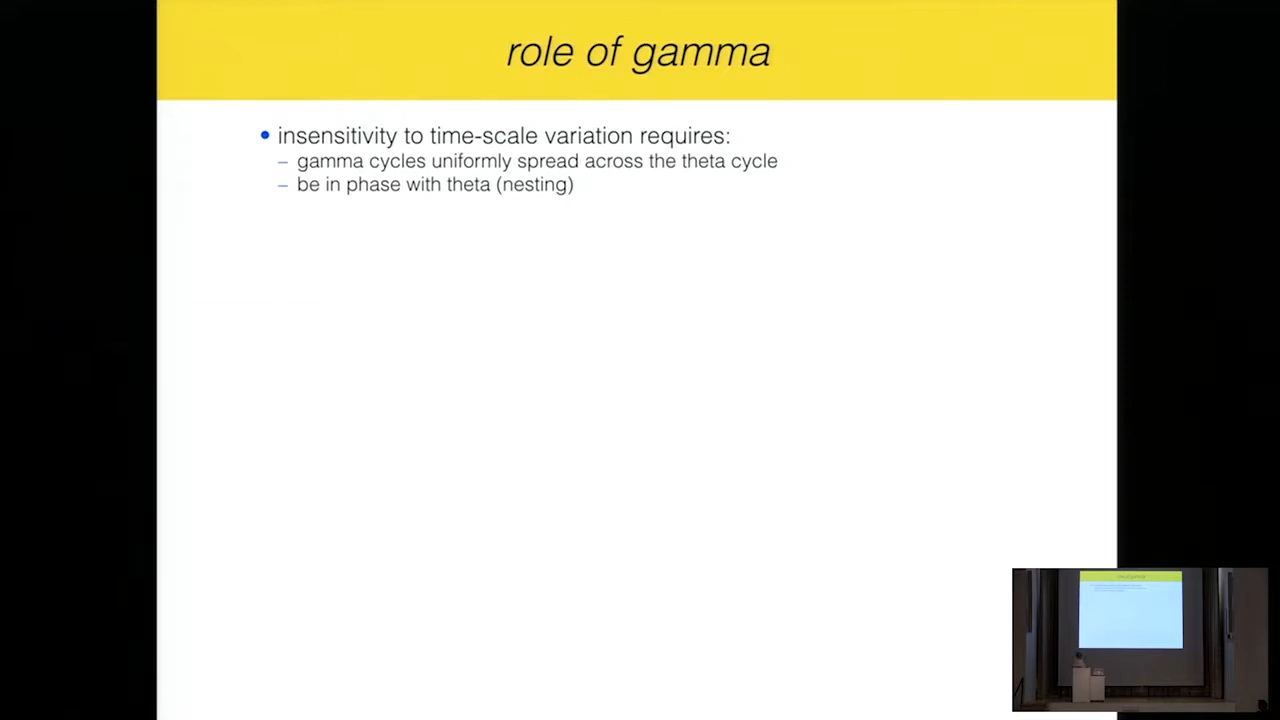 role of gamma
• insensitivity to time-scale variation requires:
– gamma cycles uniformly spread across the theta cycle
– be in phase with theta (nesting)